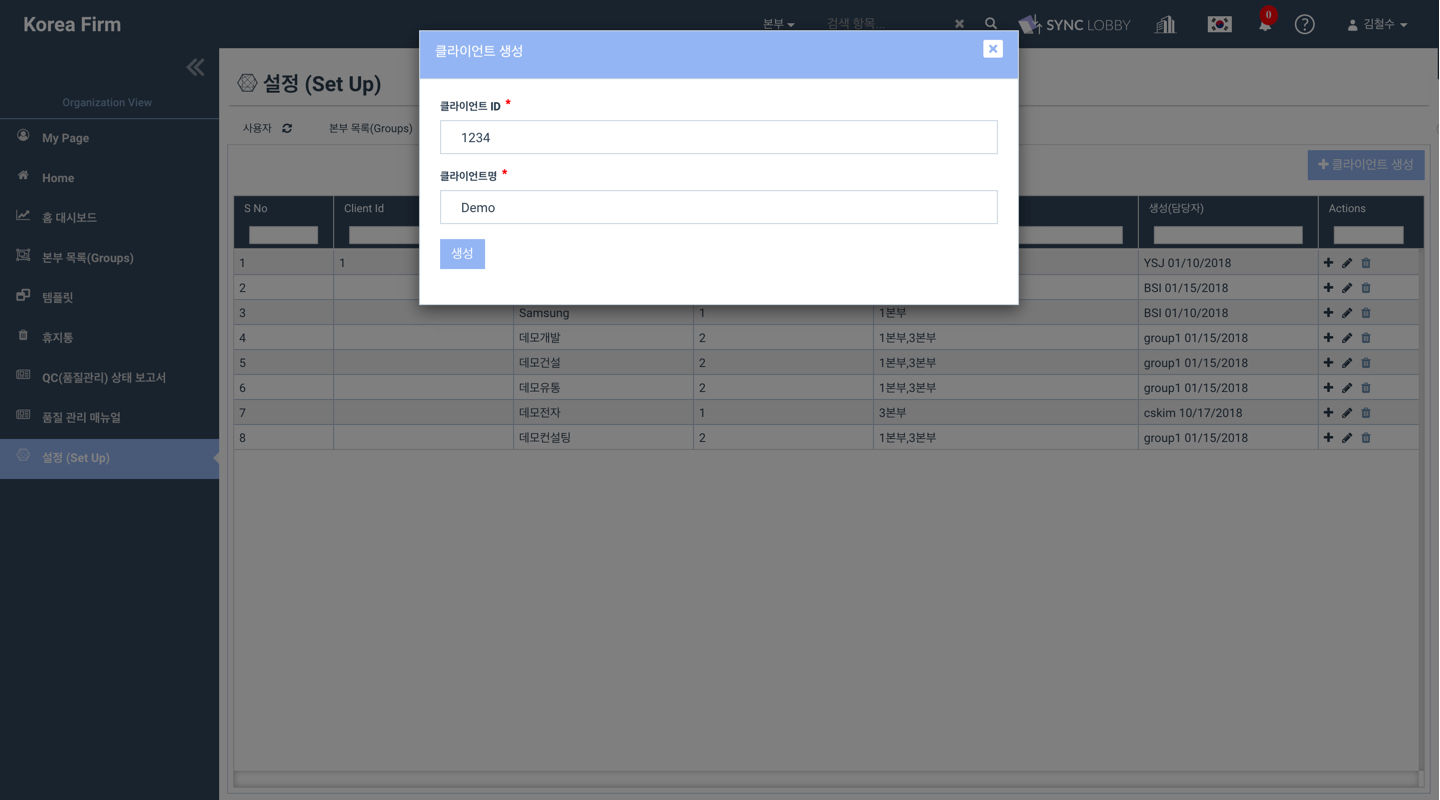 Korea Firm
본부
검색 항목...
SYNC LOBBY
0
김철수
클라이언트 생성
Organization View
설정 (Set Up)
클라이언트 ID *
사용자
본부 목록(Groups)
1234
My Page
클라이언트 생성
클라이언트명 *
Home
S No
Client Id
Demo
생성(담당자)
Actions
홈 대시보드
생성
본부 목록(Groups)
1 1 YSJ 01/10/2018
2 BSI 01/15/2018
템플릿
3 Samsung 1 1본부 BSI 01/10/2018
휴지통
4 데모개발 2 1본부,3본부 group1 01/15/2018
5 데모건설 2 1본부,3본부 group1 01/15/2018
QC(품질관리) 상태 보고서
6 데모유통 2 1본부,3본부 group1 01/15/2018
7 데모전자 1 3본부 cskim 10/17/2018
품질 관리 매뉴얼
8 데모컨설팅 2 1본부,3본부 group1 01/15/2018
설정 (Set Up)